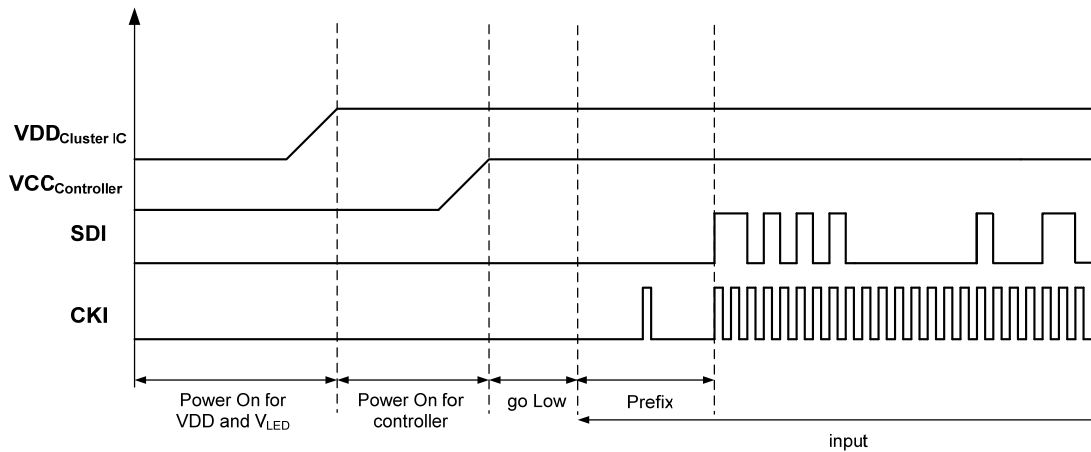 VDDCluster IC
VCCController
SDI
CKI
Power On for
VDD and VLED
Power On for
controller
go Low
Prefix
input